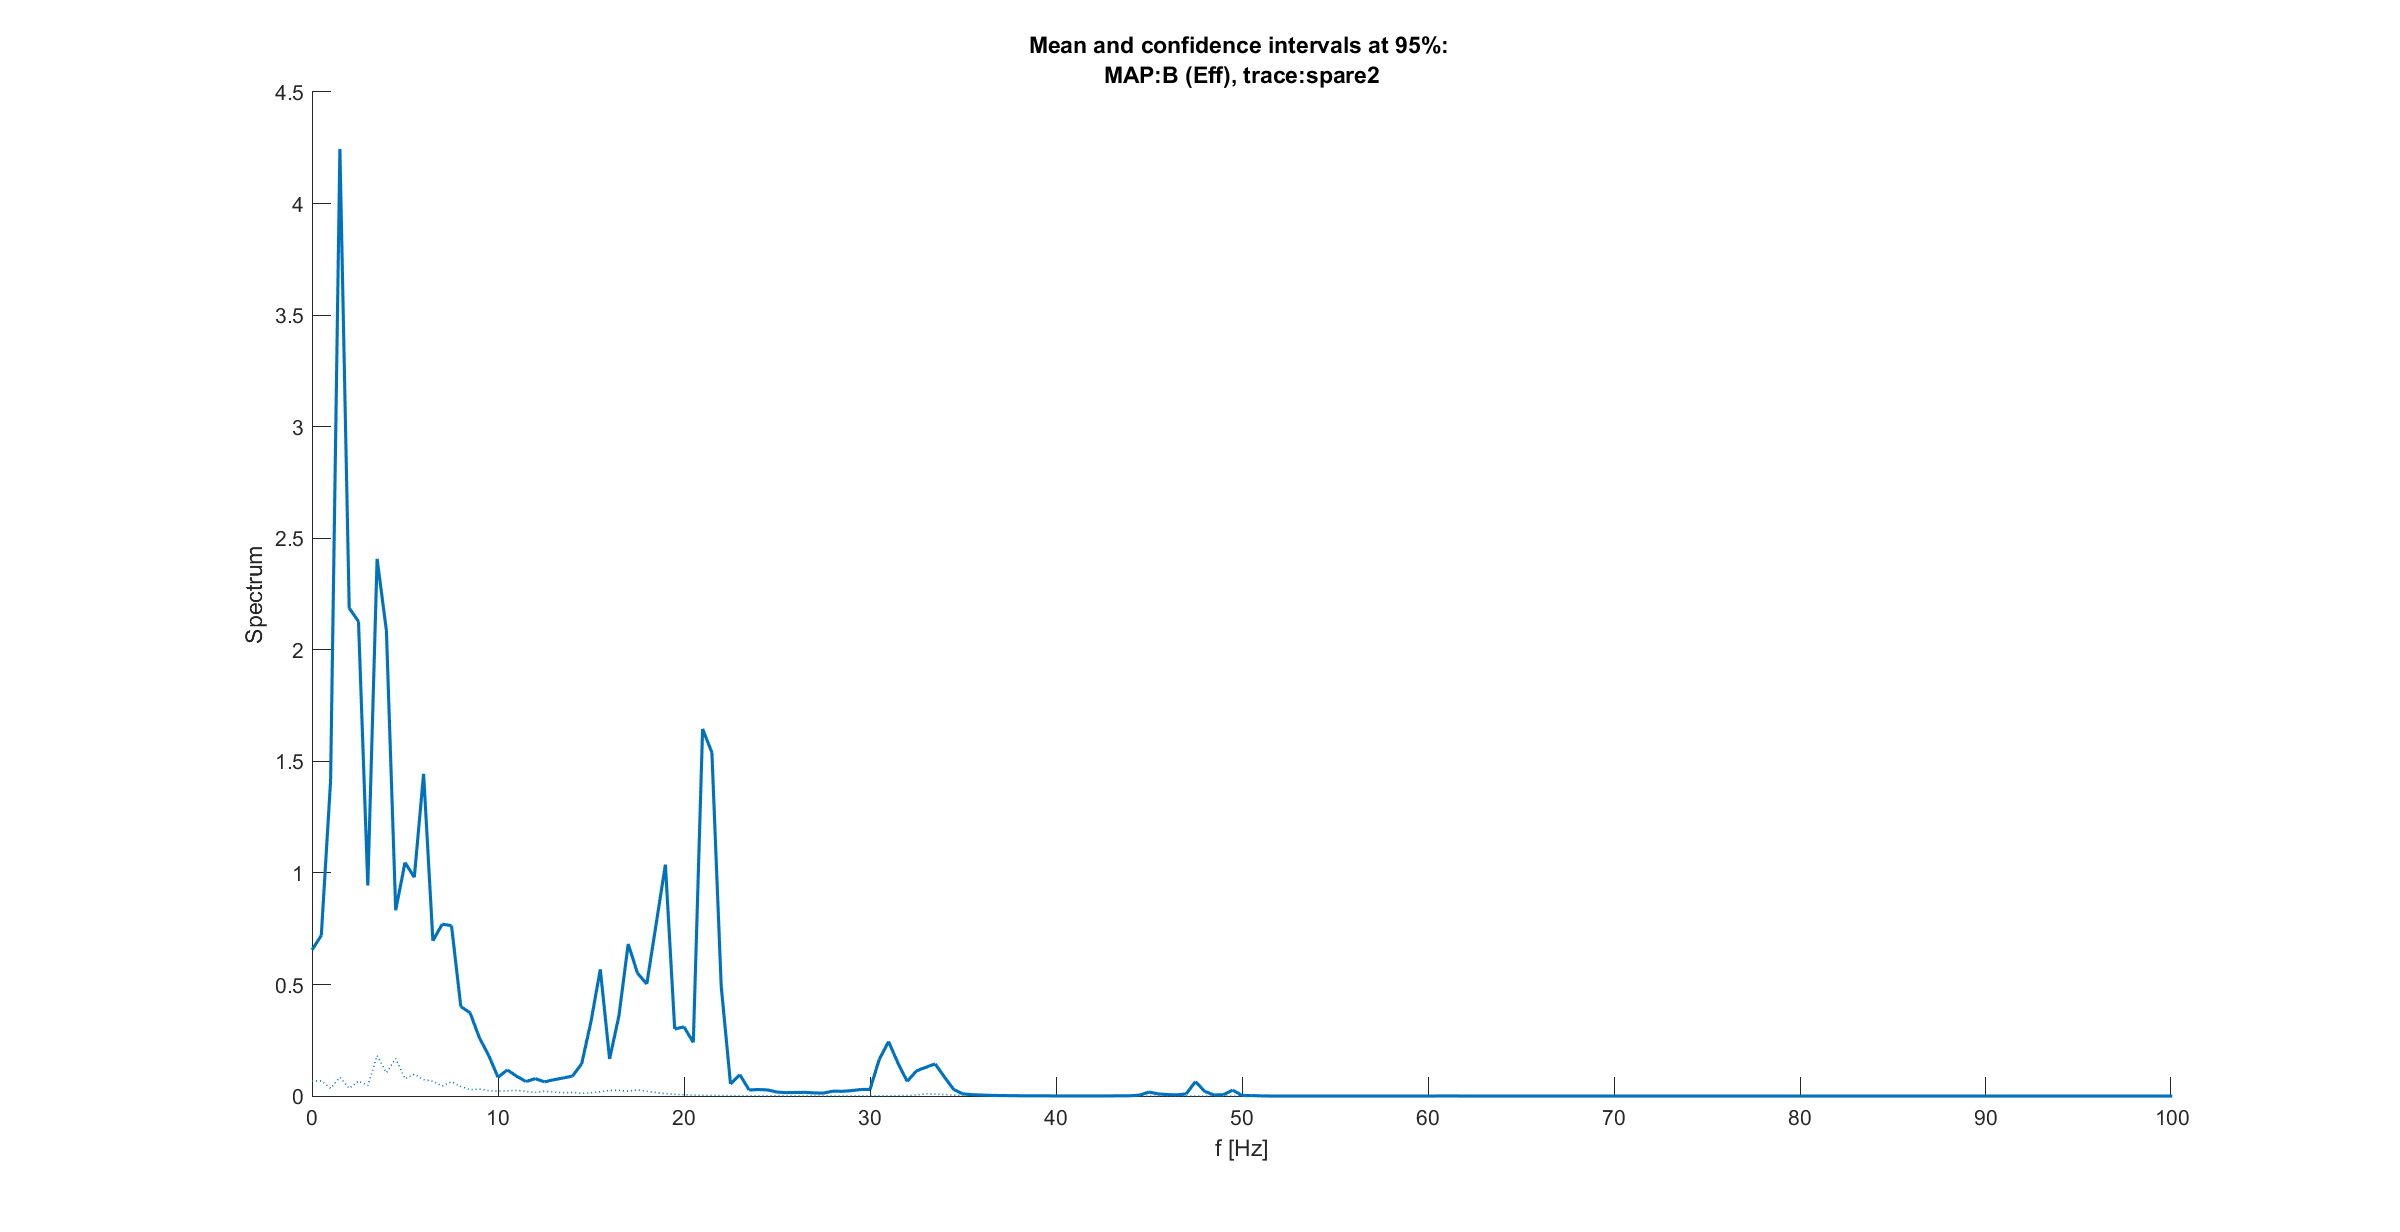 Mean and confidence intervals at 95%:
MAP:B (Eff), trace:spare2
4.5
4
3.5
3
2.5
2
1.5
1
0.5
0
Spectrum
0 10 20 30 40 50 60 70 80 90 100
f [Hz]